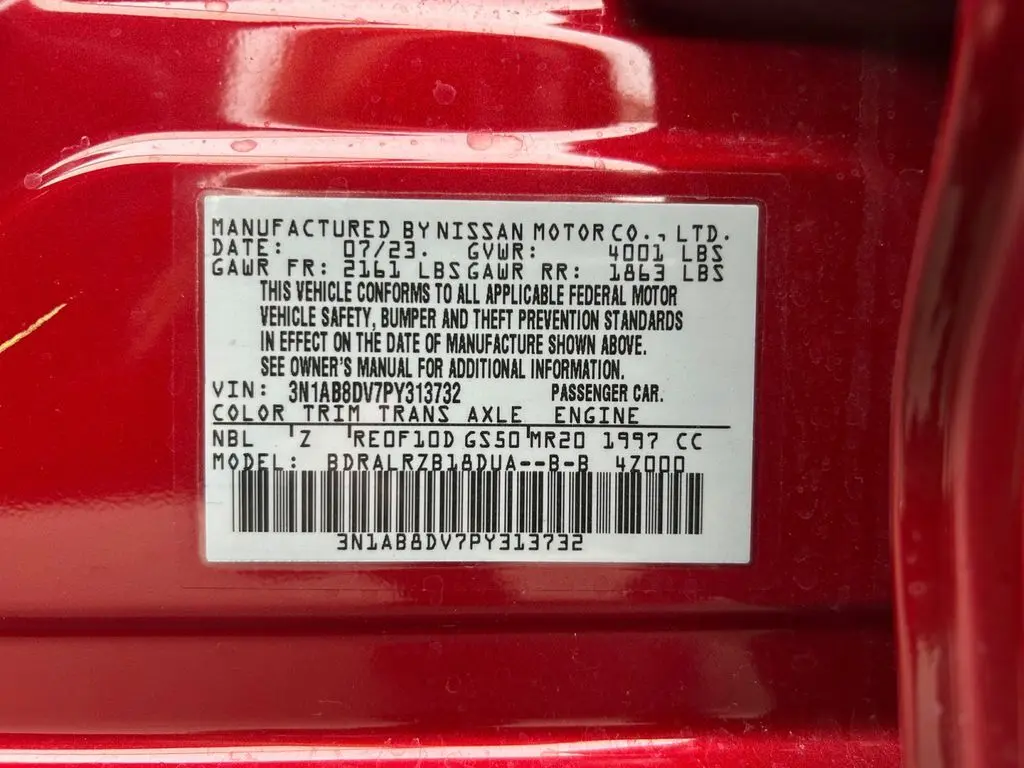 MANUFACTURED BY NISSAN MOTOR CO., LTD.
DATE: 07/23. GVWR: 4001 LBS
GAWR FR: 2161 LBS GAWR RR: 1863 LBS
THIS VEHICLE CONFORMS TO ALL APPLICABLE FEDERAL MOTOR
VEHICLE SAFETY, BUMPER AND THEFT PREVENTION STANDARDS
IN EFFECT ON THE DATE OF MANUFACTURE SHOWN ABOVE.
SEE OWNER'S MANUAL FOR ADDITIONAL INFORMATION.
VIN: 3N1AB8DV7PY313732 PASSENGER CAR.
COLOR TRIM TRANS AXLE ENGINE
NBL Z RE0F10D GS50 MR20 1997 CC
MODEL: BDRALRZB18DUA--B-B 4Z000
3N1AB8DV7PY313732